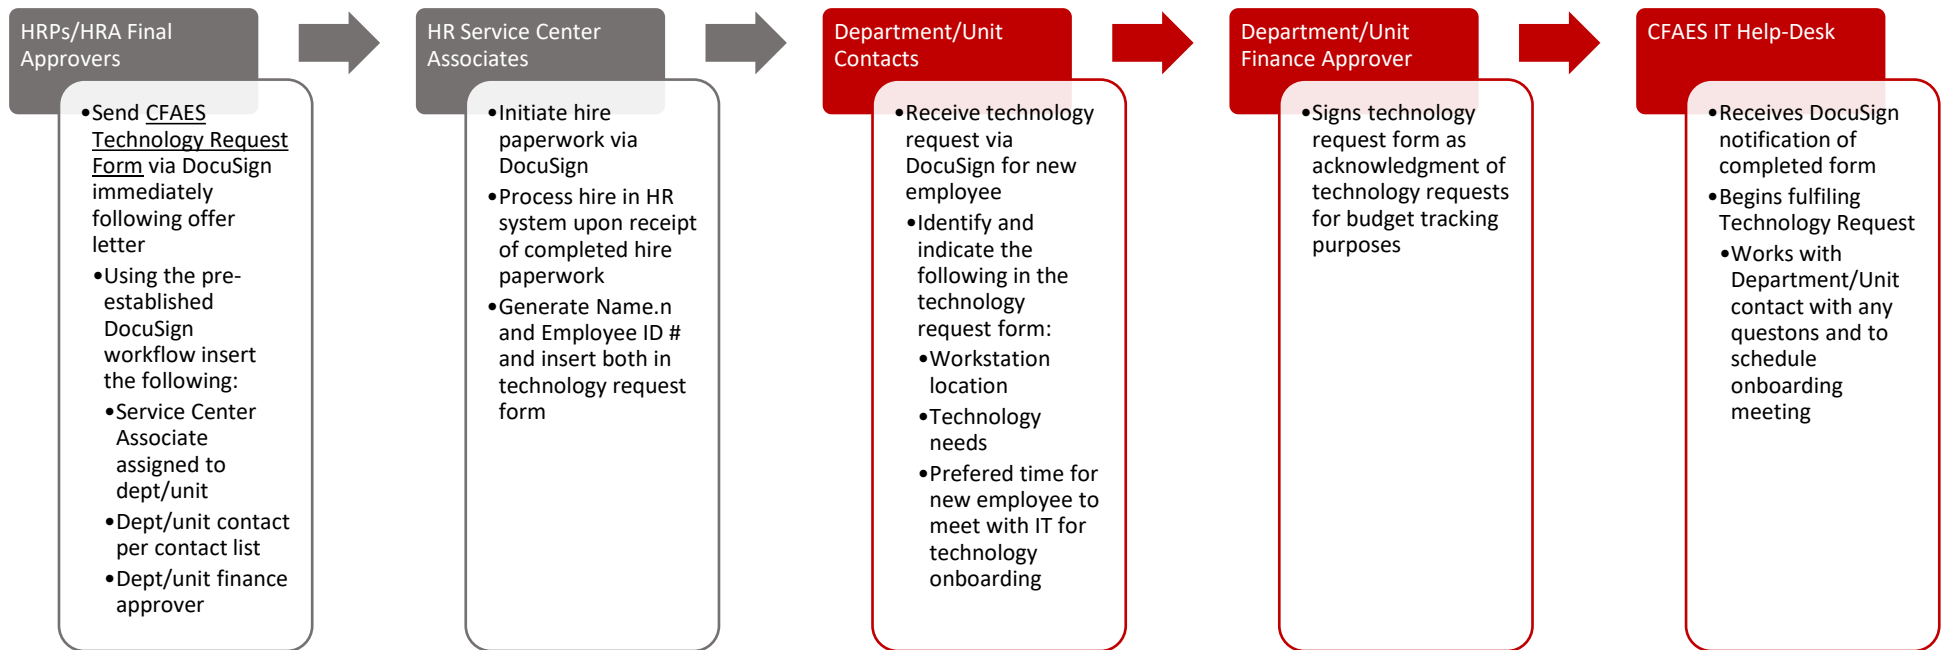 HRPs/HRA Final
Approvers
•Send CFAES
Technology Request
Form via DocuSign
immediately
following offer
letter
•Using the pre-
established
DocuSign
workflow insert
the following:
•Service Center
Associate
assigned to
dept/unit
•Dept/unit contact
per contact list
•Dept/unit finance
approver
HR Service Center
Associates
•Initiate hire
paperwork via
DocuSign
•Process hire in HR
system upon receipt
of completed hire
paperwork
•Generate Name.n
and Employee ID #
and insert both in
technology request
form
Department/Unit
Contacts
•Receive technology
request via
DocuSign for new
employee
•Identify and
indicate the
following in the
technology
request form:
•Workstation
location
•Technology
needs
•Prefered time for
new employee to
meet with IT for
technology
onboarding
Department/Unit
Finance Approver
•Signs technology
request form as
acknowledgment of
technology requests
for budget tracking
purposes
CFAES IT Help-Desk
•Receives DocuSign
notification of
completed form
•Begins fulfiling
Technology Request
•Works with
Department/Unit
contact with any
questons and to
schedule
onboarding
meeting